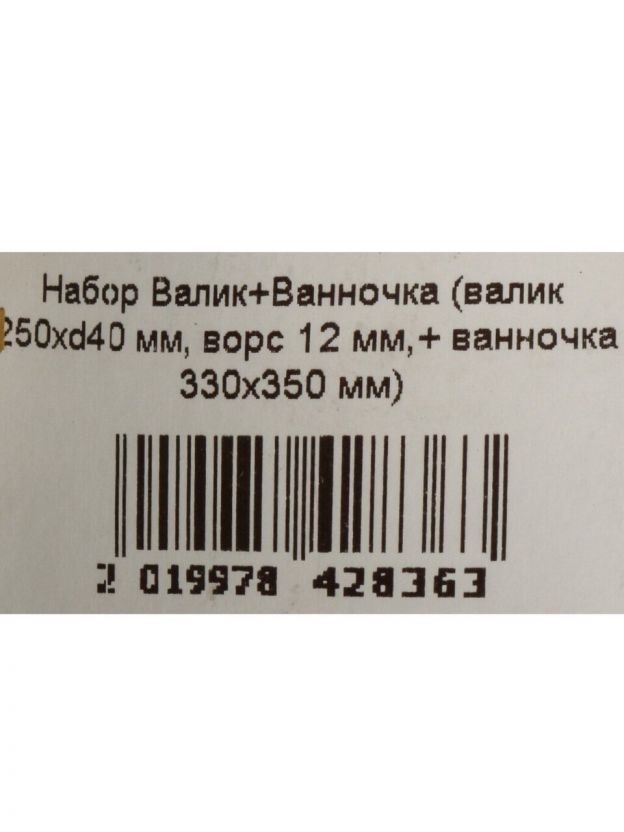 Набор Валик+Ванночка (валик
250xd40 мм, ворс 12 мм,+ ванночка
330x350 мм)
2 019978 428363